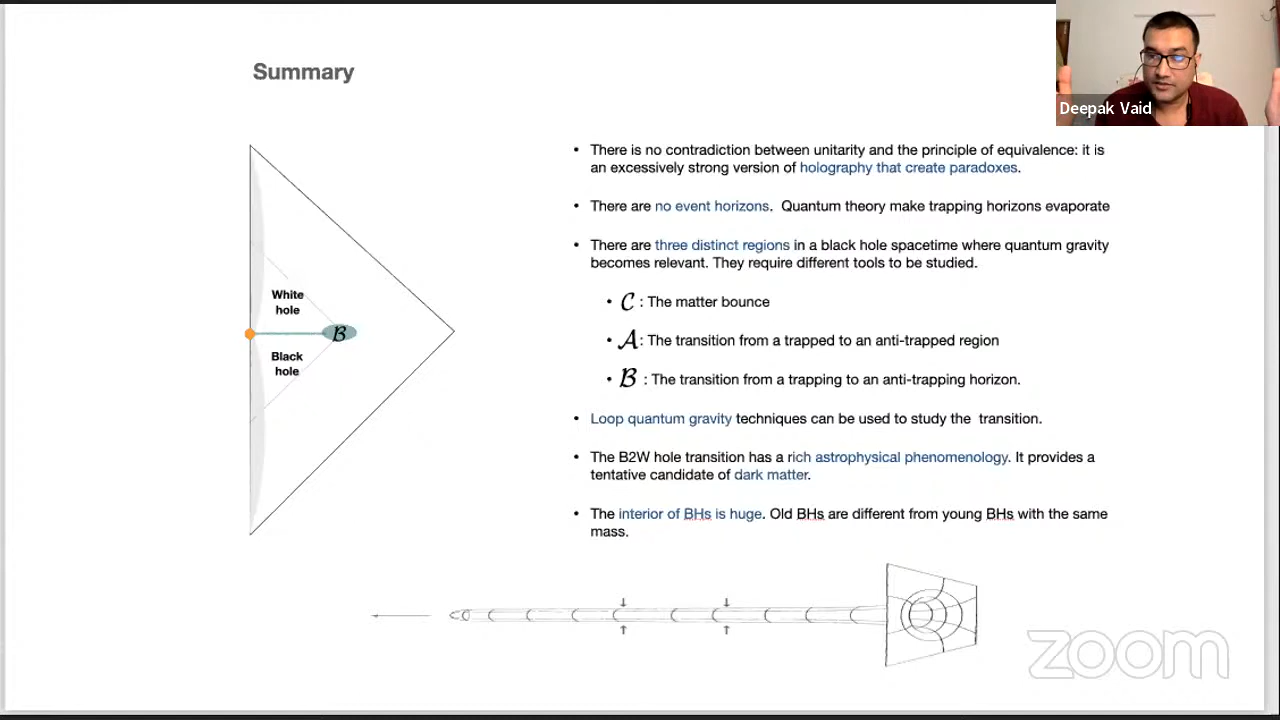 Deepak Vaid
Summary
• There is no contradiction between unitarity and the principle of equivalence: it is
an excessively strong version of holography that create paradoxes.
• There are no event horizons. Quantum theory make trapping horizons evaporate
• There are three distinct regions in a black hole spacetime where quantum gravity
becomes relevant. They require different tools to be studied.
• C : The matter bounce
• A: The transition from a trapped to an anti-trapped region
• B : The transition from a trapping to an anti-trapping horizon.
• Loop quantum gravity techniques can be used to study the transition.
• The B2W hole transition has a rich astrophysical phenomenology. It provides a
tentative candidate of dark matter.
• The interior of BHs is huge. Old BHs are different from young BHs with the same
mass.
White
hole
B
Black
hole
zoom